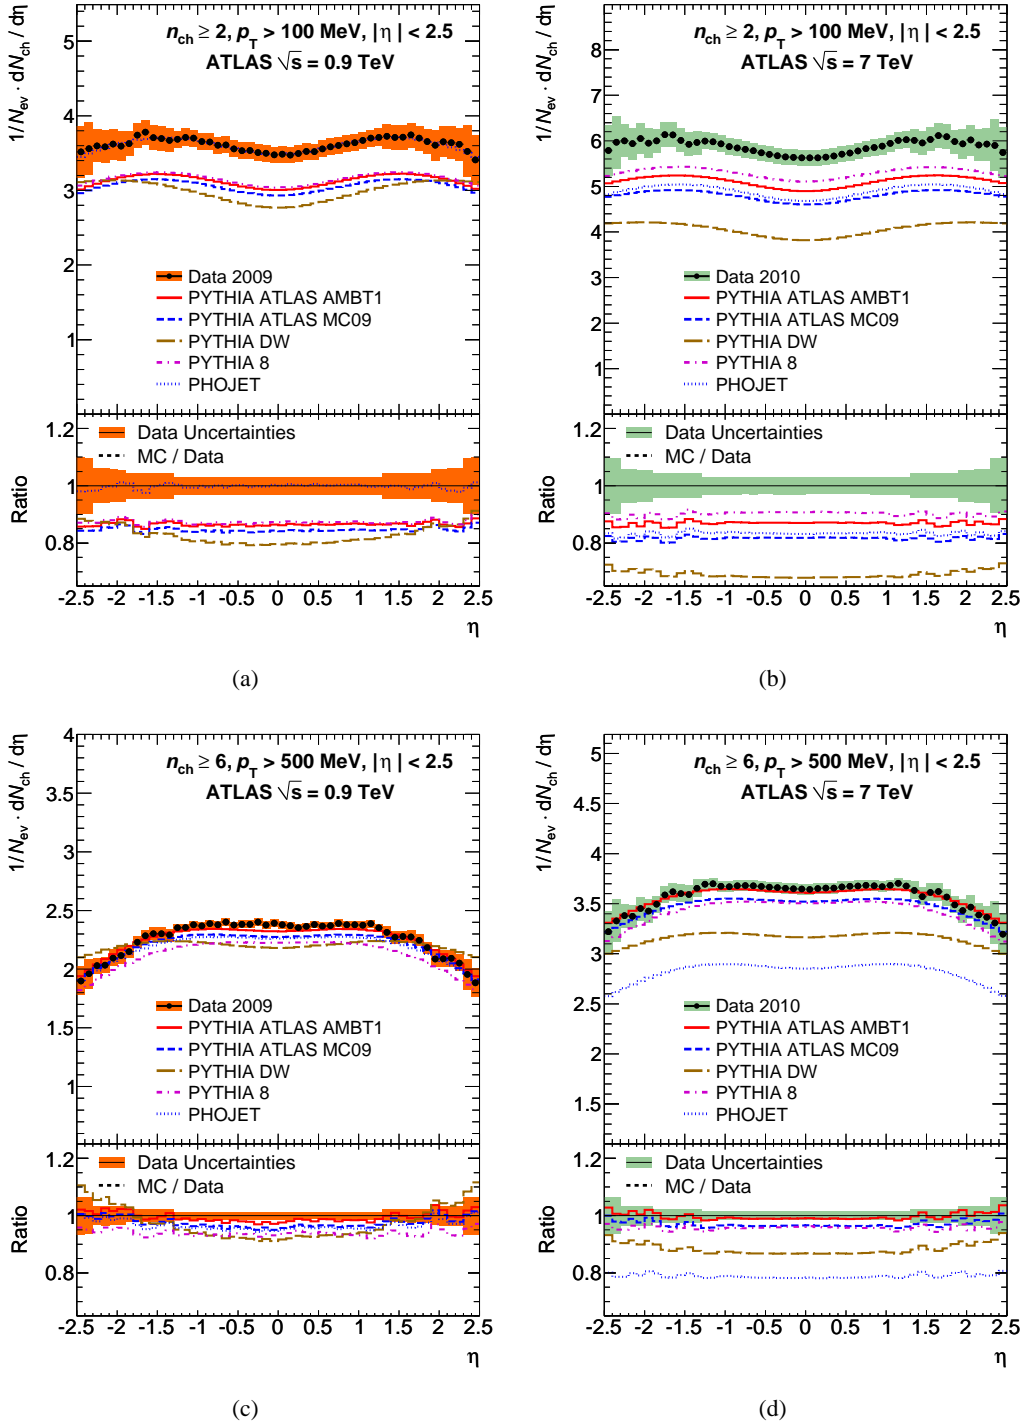 n_ch ≥ 2, p_T > 100 MeV, |η| < 2.5
ATLAS √s = 0.9 TeV
1/N_ev · dN_ch / dη
5
4
3
2
1
Data 2009
PYTHIA ATLAS AMBT1
PYTHIA ATLAS MC09
PYTHIA DW
PYTHIA 8
PHOJET
Ratio
1.2
1
0.8
Data Uncertainties
MC / Data
-2.5 -2 -1.5 -1 -0.5 0 0.5 1 1.5 2 2.5
η
(a)
n_ch ≥ 2, p_T > 100 MeV, |η| < 2.5
ATLAS √s = 7 TeV
1/N_ev · dN_ch / dη
8
7
6
5
4
3
2
1
Data 2010
PYTHIA ATLAS AMBT1
PYTHIA ATLAS MC09
PYTHIA DW
PYTHIA 8
PHOJET
Ratio
1.2
1
0.8
Data Uncertainties
MC / Data
-2.5 -2 -1.5 -1 -0.5 0 0.5 1 1.5 2 2.5
η
(b)
n_ch ≥ 6, p_T > 500 MeV, |η| < 2.5
ATLAS √s = 0.9 TeV
1/N_ev · dN_ch / dη
4
3.5
3
2.5
2
1.5
1
Data 2009
PYTHIA ATLAS AMBT1
PYTHIA ATLAS MC09
PYTHIA DW
PYTHIA 8
PHOJET
Ratio
1.2
1
0.8
Data Uncertainties
MC / Data
-2.5 -2 -1.5 -1 -0.5 0 0.5 1 1.5 2 2.5
η
(c)
n_ch ≥ 6, p_T > 500 MeV, |η| < 2.5
ATLAS √s = 7 TeV
1/N_ev · dN_ch / dη
5
4.5
4
3.5
3
2.5
2
1.5
Data 2010
PYTHIA ATLAS AMBT1
PYTHIA ATLAS MC09
PYTHIA DW
PYTHIA 8
PHOJET
Ratio
1.2
1
0.8
Data Uncertainties
MC / Data
-2.5 -2 -1.5 -1 -0.5 0 0.5 1 1.5 2 2.5
η
(d)